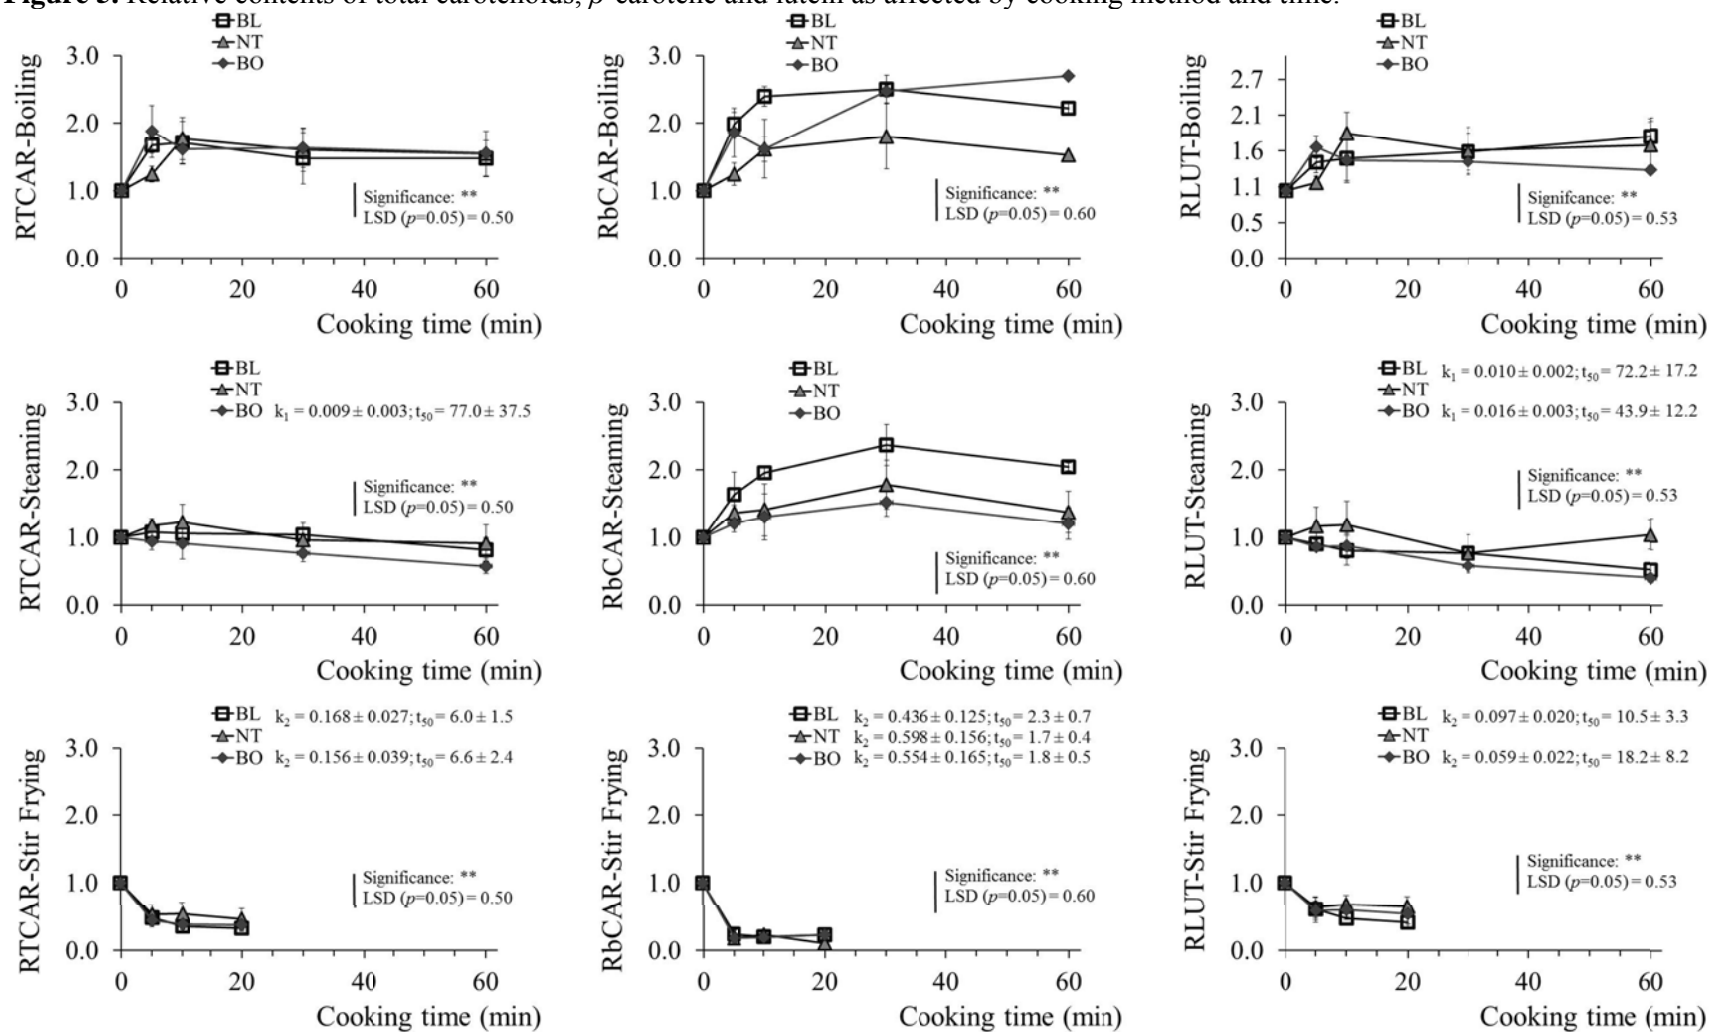 Figure 3. Relative contents of total carotenoids, β-carotene and lutein as affected by cooking method and time.
BL
NT
BO
RTCAR-Boiling
3.0
2.0
1.0
0.0
Significance: **
LSD (p=0.05) = 0.50
0 20 40 60
Cooking time (min)
BL
NT
BO
RbCAR-Boiling
3.0
2.0
1.0
0.0
Significance: **
LSD (p=0.05) = 0.60
0 20 40 60
Cooking time (min)
BL
NT
BO
RLUT-Boiling
2.7
2.1
1.6
1.1
0.5
0.0
Significance: **
LSD (p=0.05) = 0.53
0 20 40 60
Cooking time (min)
BL
NT
BO k1 = 0.009 ± 0.003; t50 = 77.0 ± 37.5
RTCAR-Steaming
3.0
2.0
1.0
0.0
Significance: **
LSD (p=0.05) = 0.50
0 20 40 60
Cooking time (min)
BL
NT
BO
RbCAR-Steaming
3.0
2.0
1.0
0.0
Significance: **
LSD (p=0.05) = 0.60
0 20 40 60
Cooking time (min)
BL k1 = 0.010 ± 0.002; t50 = 72.2 ± 17.2
NT
BO k1 = 0.016 ± 0.003; t50 = 43.9 ± 12.2
RLUT-Steaming
3.0
2.0
1.0
0.0
Significance: **
LSD (p=0.05) = 0.53
0 20 40 60
Cooking time (min)
BL k2 = 0.168 ± 0.027; t50 = 6.0 ± 1.5
NT
BO k2 = 0.156 ± 0.039; t50 = 6.6 ± 2.4
RTCAR-Stir Frying
3.0
2.0
1.0
0.0
Significance: **
LSD (p=0.05) = 0.50
0 20 40 60
Cooking time (min)
BL k2 = 0.436 ± 0.125; t50 = 2.3 ± 0.7
NT k2 = 0.598 ± 0.156; t50 = 1.7 ± 0.4
BO k2 = 0.554 ± 0.165; t50 = 1.8 ± 0.5
RbCAR-Stir Frying
3.0
2.0
1.0
0.0
Significance: **
LSD (p=0.05) = 0.60
0 20 40 60
Cooking time (min)
BL k2 = 0.097 ± 0.020; t50 = 10.5 ± 3.3
NT
BO k2 = 0.059 ± 0.022; t50 = 18.2 ± 8.2
RLUT-Stir Frying
3.0
2.0
1.0
0.0
Significance: **
LSD (p=0.05) = 0.53
0 20 40 60
Cooking time (min)